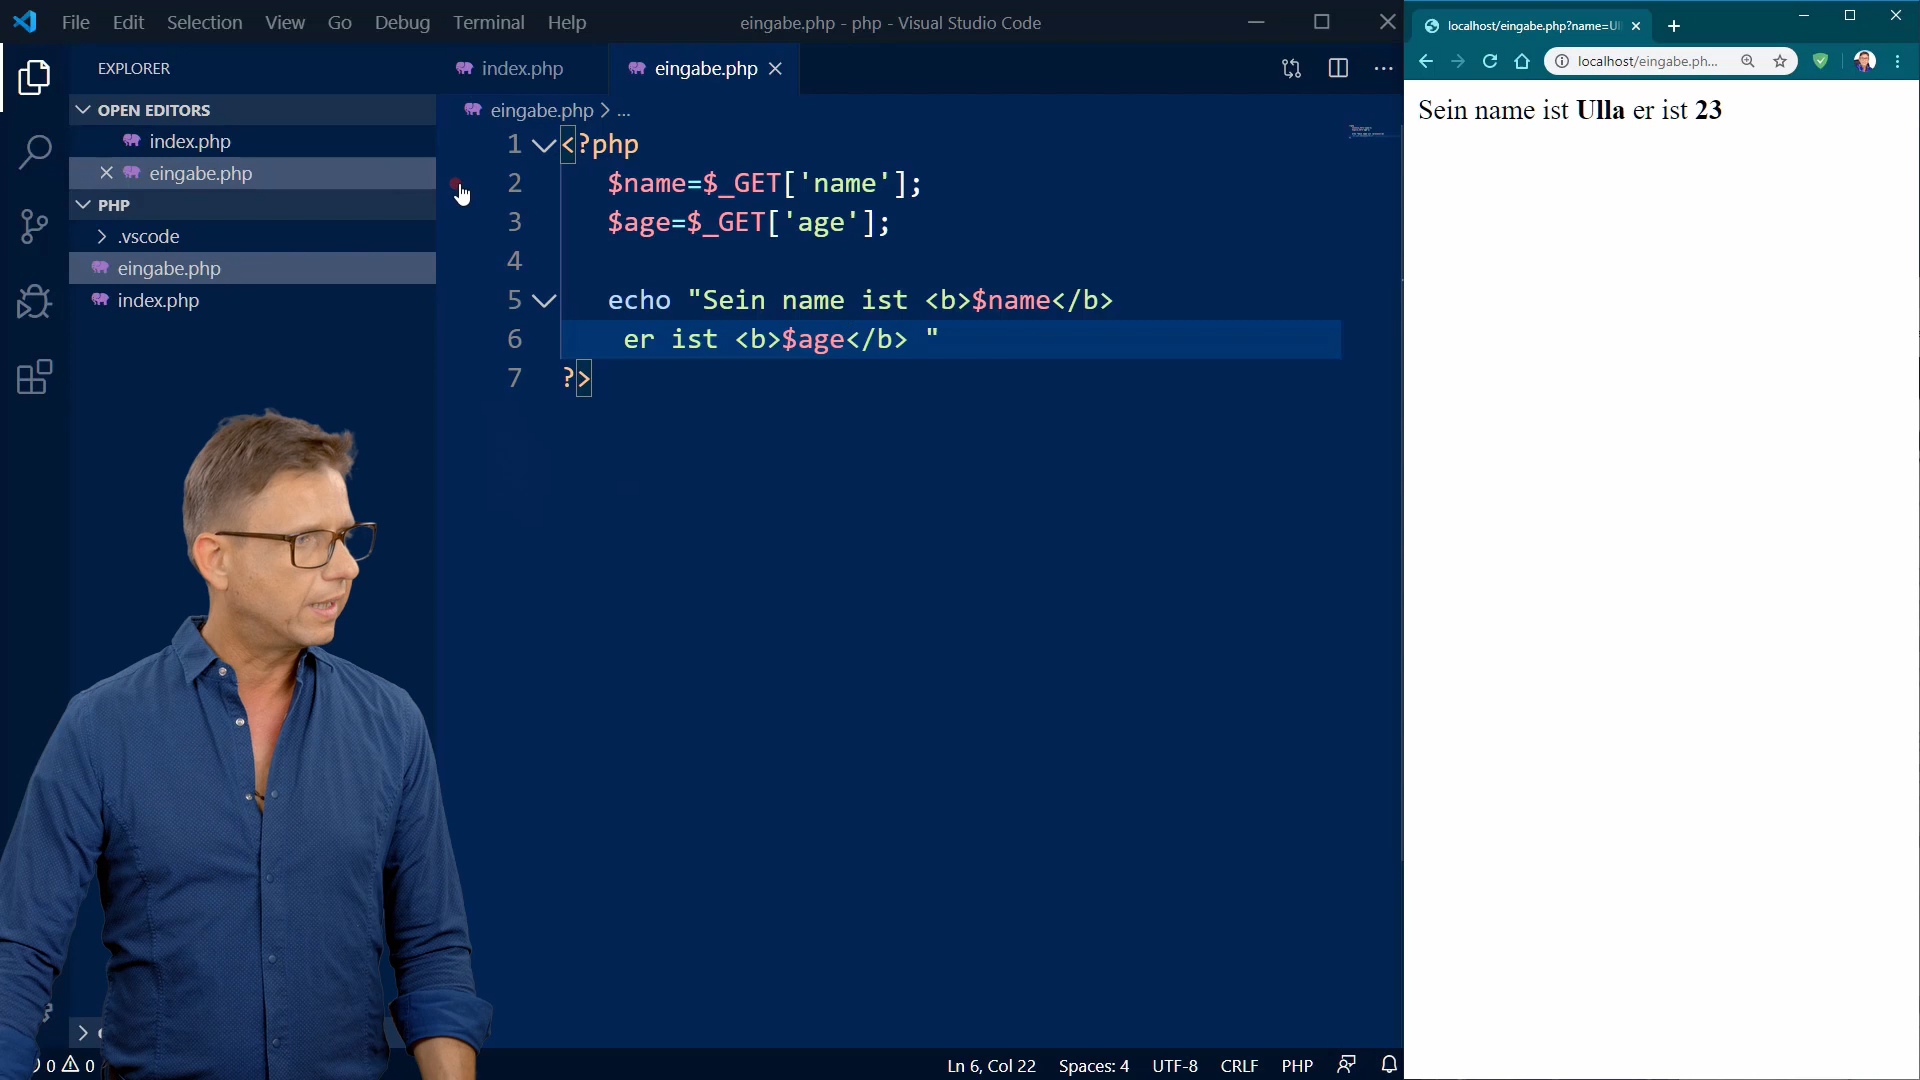 File Edit Selection View Go Debug Terminal Help
eingabe.php - php - Visual Studio Code
EXPLORER
OPEN EDITORS
index.php
eingabe.php
PHP
.vscode
eingabe.php
index.php
index.php
eingabe.php
eingabe.php > ...
1 <?php
2 $name=$_GET['name'];
3 $age=$_GET['age'];
4
5 echo "Sein name ist <b>$name</b>
6 er ist <b>$age</b> "
7 ?>
0 0
Ln 6, Col 22 Spaces: 4 UTF-8 CRLF PHP
localhost/eingabe.php?name=Ul
localhost/eingabe.ph...
Sein name ist Ulla er ist 23